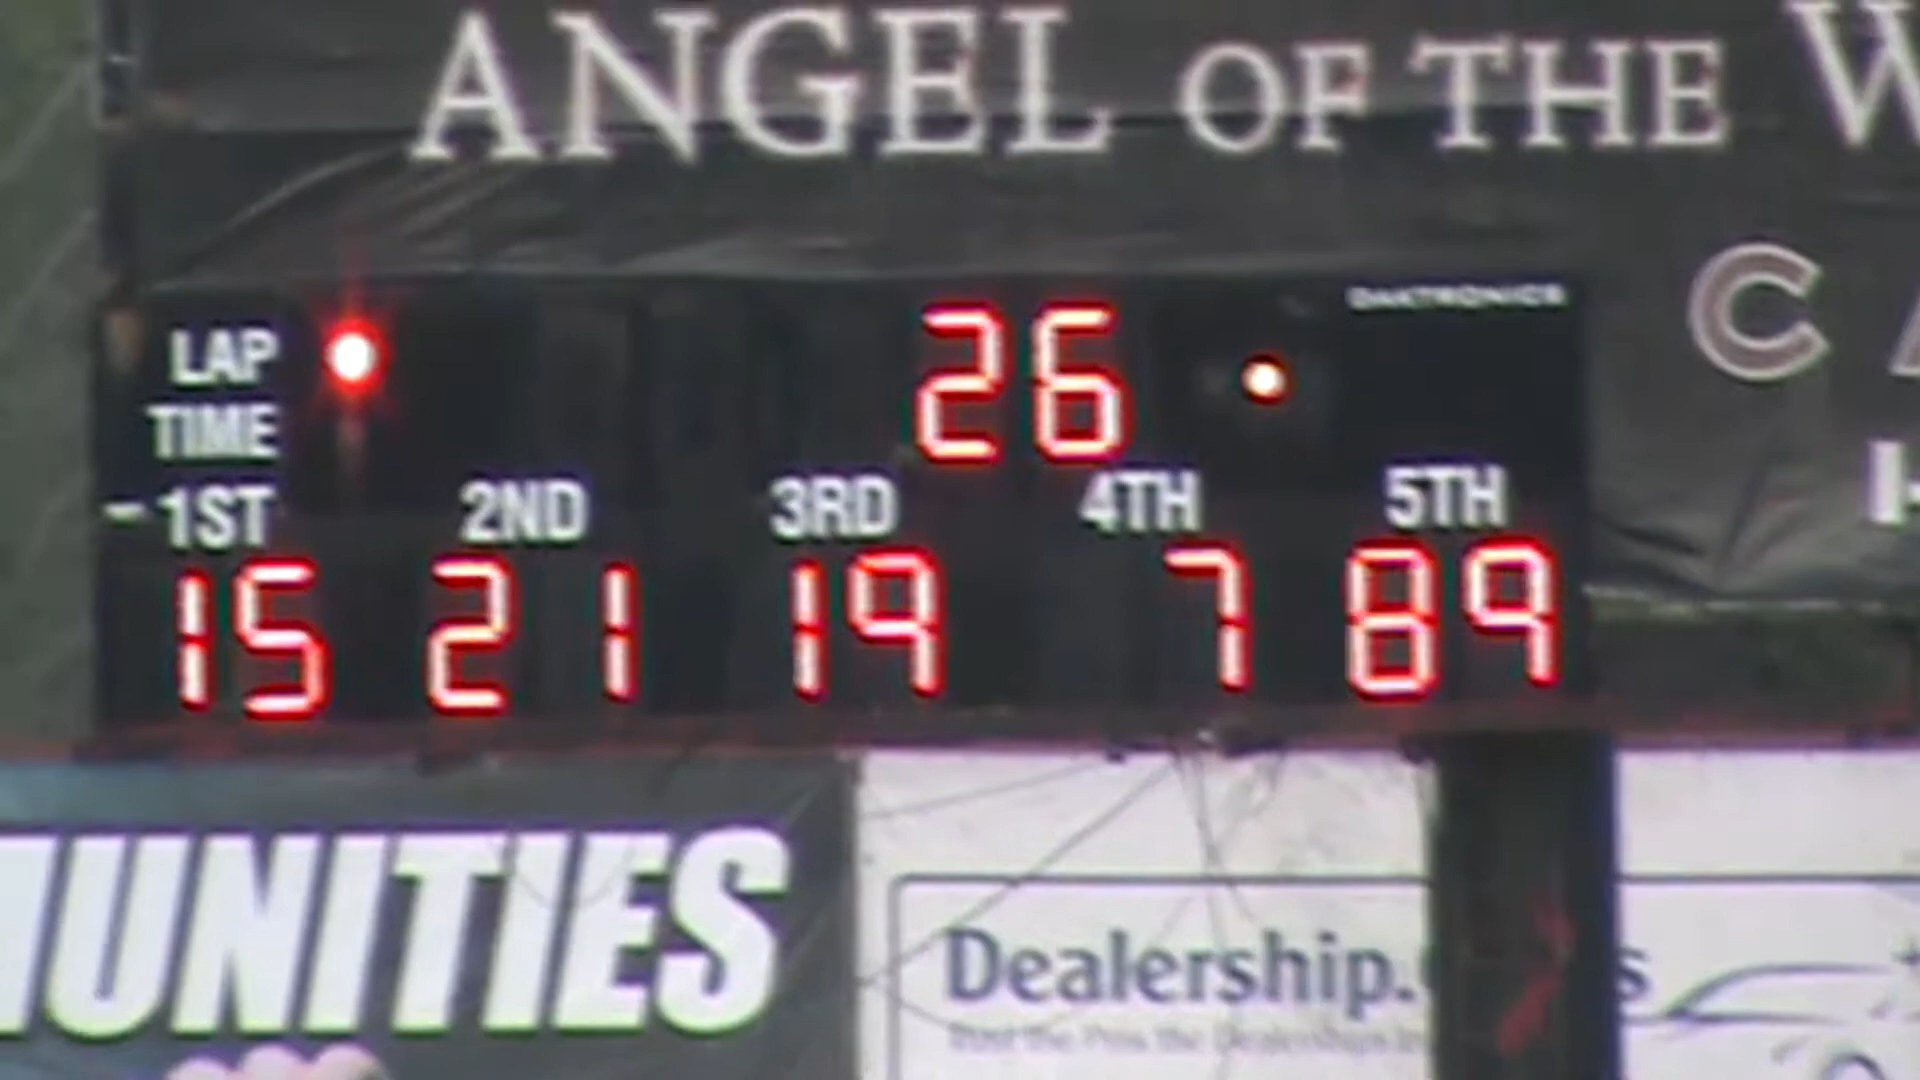 ANGEL OF THE W
C
DAKTRONICS
LAP 26
TIME
1ST 2ND 3RD 4TH 5TH
15 21 19 7 89
UNITIES
Dealership.
s